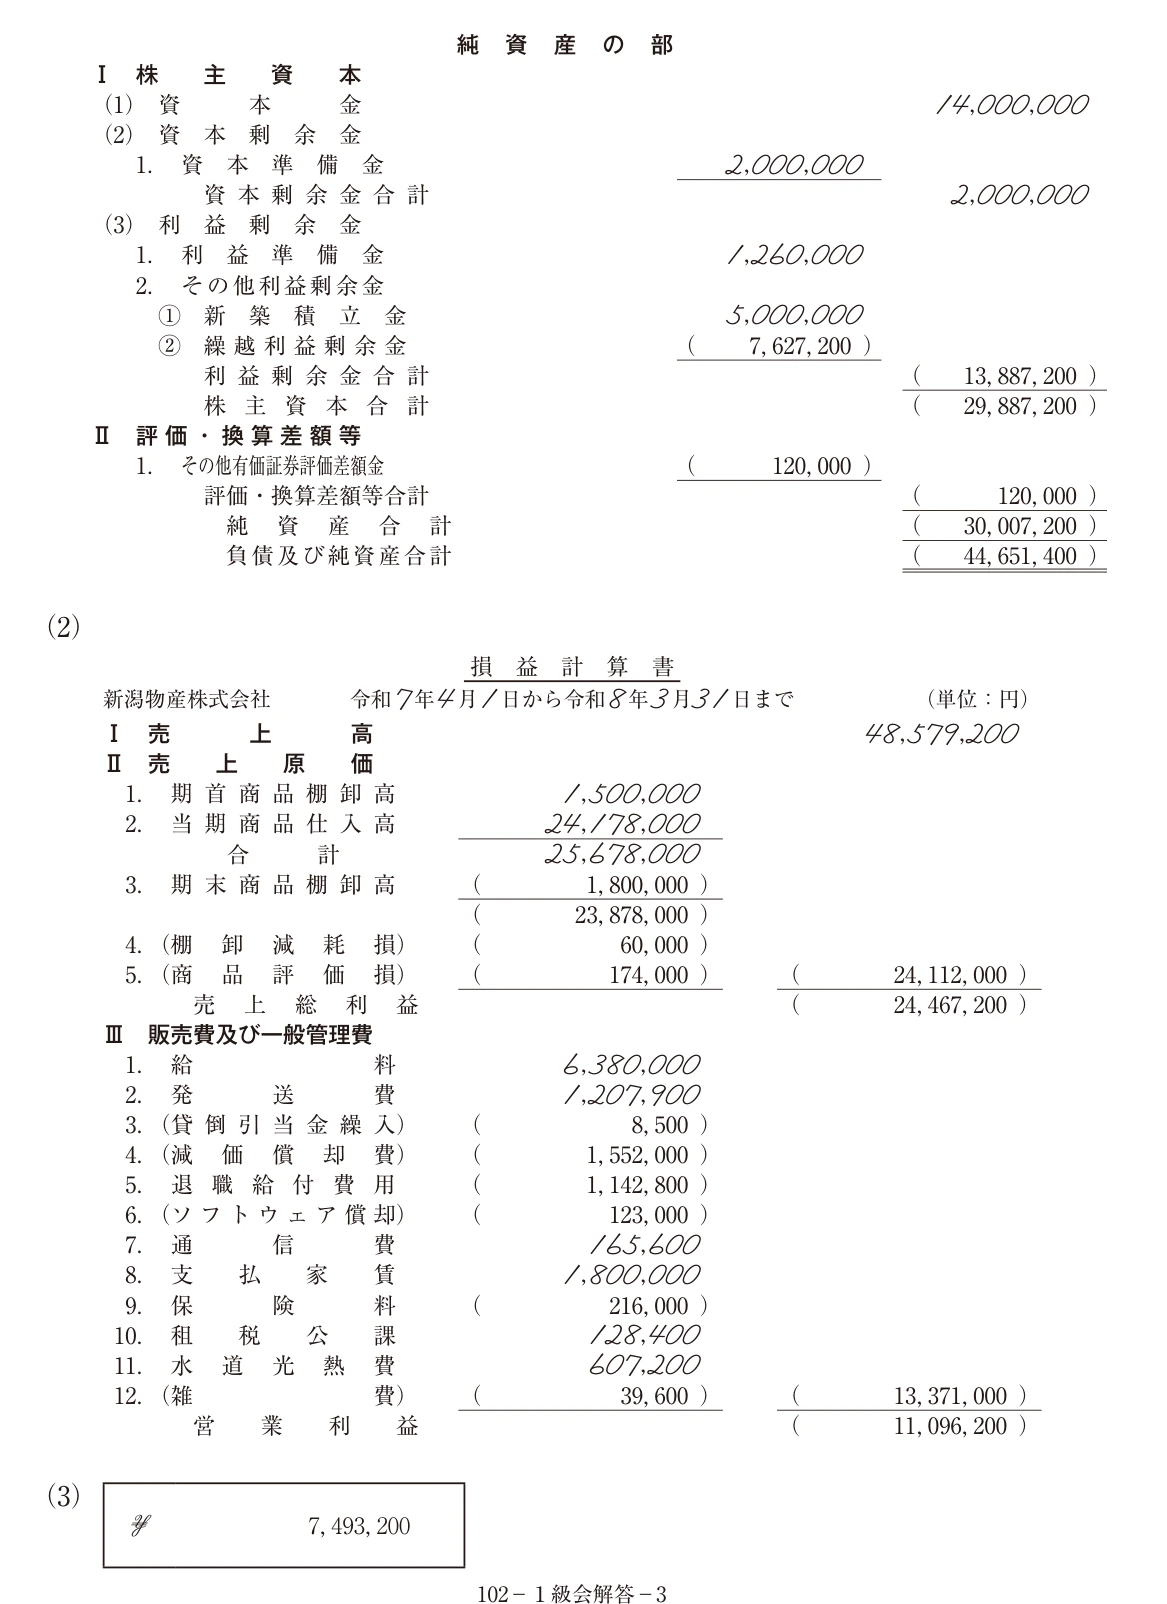 純資産の部
Ⅰ 株主資本
(1) 資本金 14,000,000
(2) 資本剰余金
1. 資本準備金 2,000,000
資本剰余金合計 2,000,000
(3) 利益剰余金
1. 利益準備金 1,260,000
2. その他利益剰余金
① 新築積立金 5,000,000
② 繰越利益剰余金 ( 7,627,200 )
利益剰余金合計 ( 13,887,200 )
株主資本合計 ( 29,887,200 )
Ⅱ 評価・換算差額等
1. その他有価証券評価差額金 ( 120,000 )
評価・換算差額等合計 ( 120,000 )
純資産合計 ( 30,007,200 )
負債及び純資産合計 ( 44,651,400 )
(2)
損益計算書
新潟物産株式会社 令和7年4月1日から令和8年3月31日まで (単位：円)
Ⅰ 売上高 48,579,200
Ⅱ 売上原価
1. 期首商品棚卸高 1,500,000
2. 当期商品仕入高 24,178,000
合計 25,678,000
3. 期末商品棚卸高 ( 1,800,000 )
( 23,878,000 )
4. (棚卸減耗損) ( 60,000 )
5. (商品評価損) ( 174,000 ) ( 24,112,000 )
売上総利益 ( 24,467,200 )
Ⅲ 販売費及び一般管理費
1. 給料 6,380,000
2. 発送費 1,207,900
3. (貸倒引当金繰入) ( 8,500 )
4. (減価償却費) ( 1,552,000 )
5. 退職給付費用 ( 1,142,800 )
6. (ソフトウェア償却) ( 123,000 )
7. 通信費 165,600
8. 支払家賃 1,800,000
9. 保険料 ( 216,000 )
10. 租税公課 128,400
11. 水道光熱費 607,200
12. (雑費) ( 39,600 ) ( 13,371,000 )
営業利益 ( 11,096,200 )
(3)
¥ 7,493,200
102－1級会解答－3